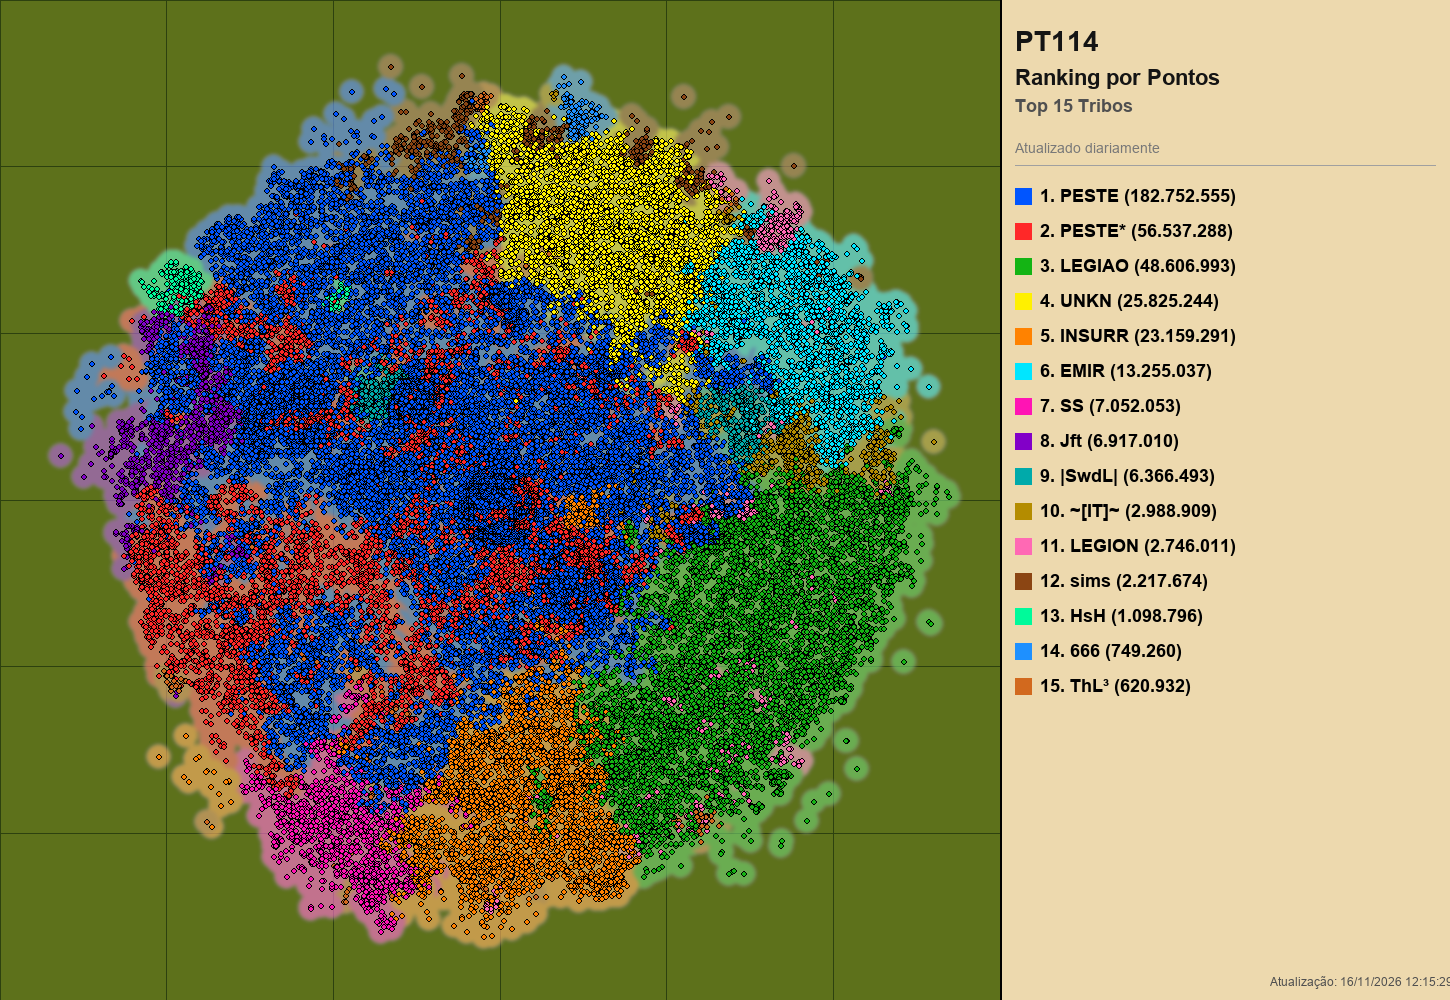 PT114
Ranking por Pontos
Top 15 Tribos
Atualizado diariamente
1. PESTE (182.752.555)
2. PESTE* (56.537.288)
3. LEGIAO (48.606.993)
4. UNKN (25.825.244)
5. INSURR (23.159.291)
6. EMIR (13.255.037)
7. SS (7.052.053)
8. Jft (6.917.010)
9. |SwdL| (6.366.493)
10. ~[IT]~ (2.988.909)
11. LEGION (2.746.011)
12. sims (2.217.674)
13. HsH (1.098.796)
14. 666 (749.260)
15. ThL³ (620.932)
Atualização: 16/11/2026 12:15:29